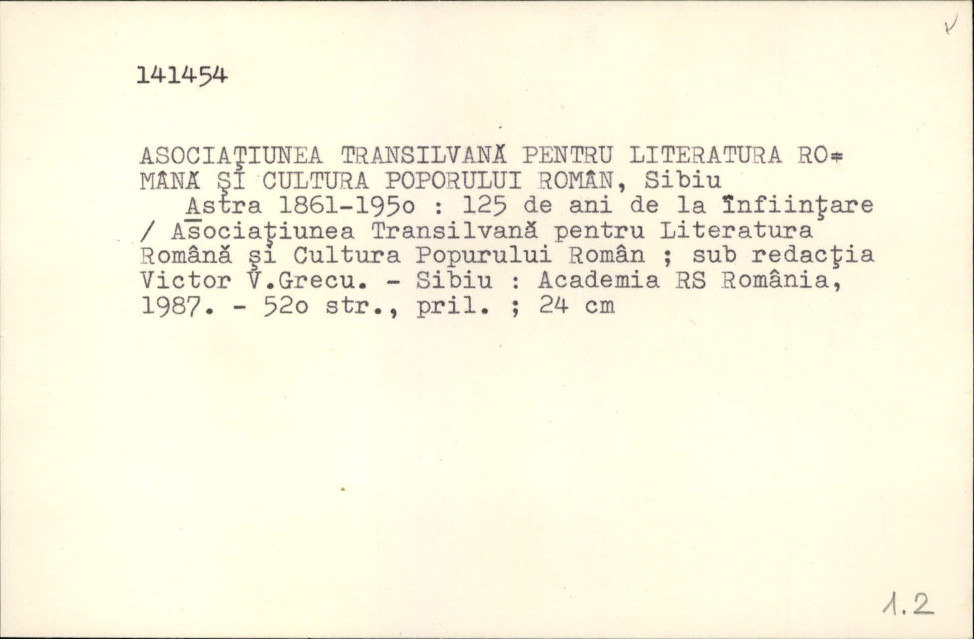 141454
ASOCIAŢIUNEA TRANSILVANĂ PENTRU LITERATURA RO=
MÂNĂ ŞI CULTURA POPORULUI ROMÂN, Sibiu
Astra 1861-195o : 125 de ani de la înfiinţare
/ Asociaţiunea Transilvană pentru Literatura
Română şi Cultura Popurului Român ; sub redacţia
Victor V.Grecu. - Sibiu : Academia RS România,
1987. - 52o str., pril. ; 24 cm
1.2